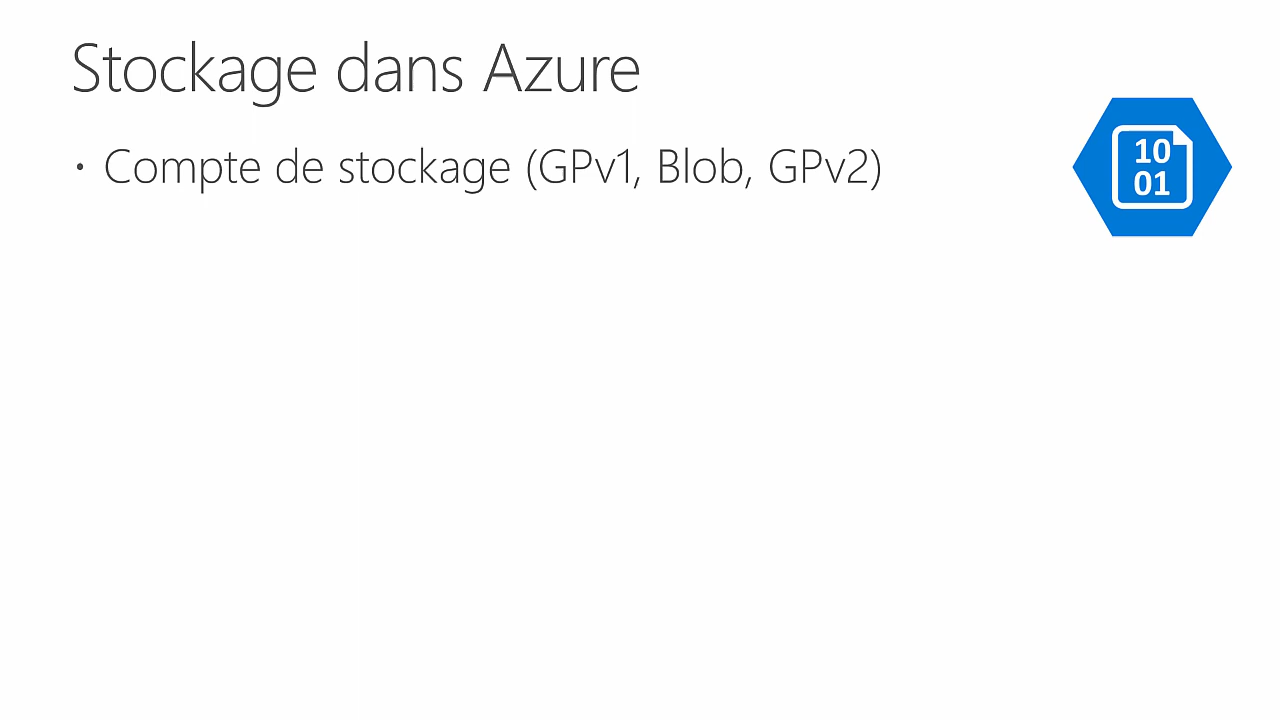 Stockage dans Azure
• Compte de stockage (GPv1, Blob, GPv2)
10
01